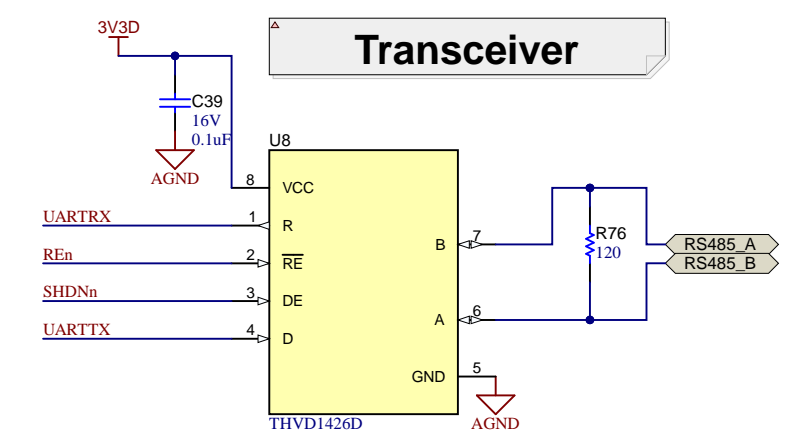 3V3D
Transceiver
C39
16V
0.1uF
AGND
U8
8 VCC
UARTRX 1 R
REn 2 RE
SHDNn 3 DE
UARTTX 4 D
B 7
A 6
GND 5
R76
120
RS485_A
RS485_B
THVD1426D
AGND